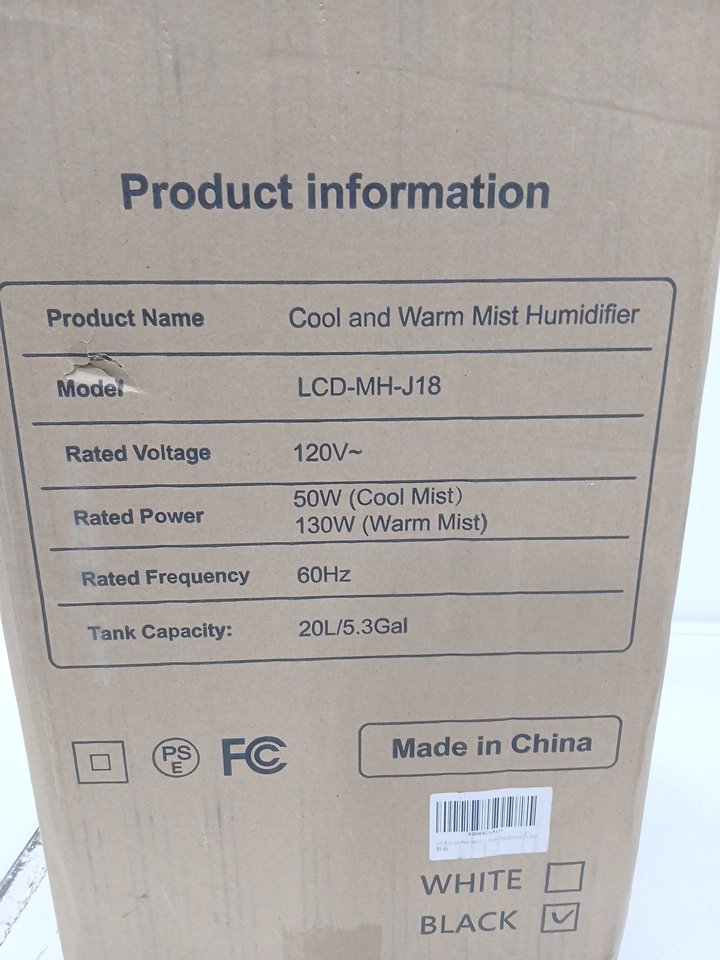 Product information
Product Name Cool and Warm Mist Humidifier
Model LCD-MH-J18
Rated Voltage 120V~
Rated Power 50W (Cool Mist)
130W (Warm Mist)
Rated Frequency 60Hz
Tank Capacity: 20L/5.3Gal
PS
E
FC
Made in China
WHITE
BLACK